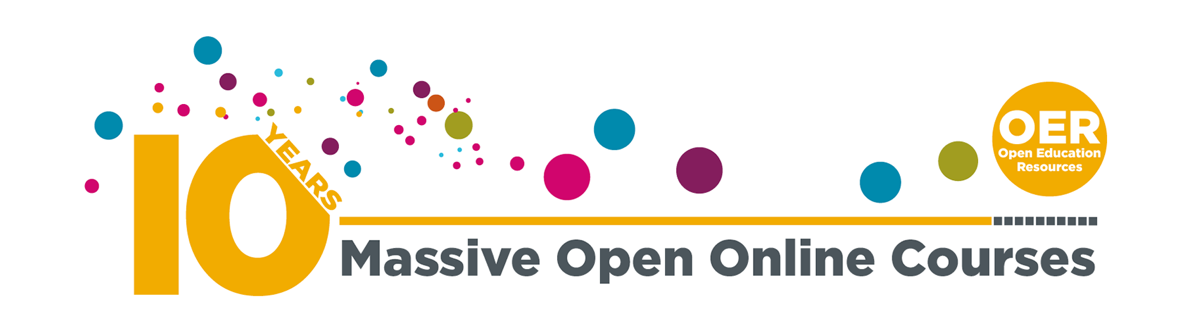 10
YEARS
Massive Open Online Courses
OER
Open Education
Resources